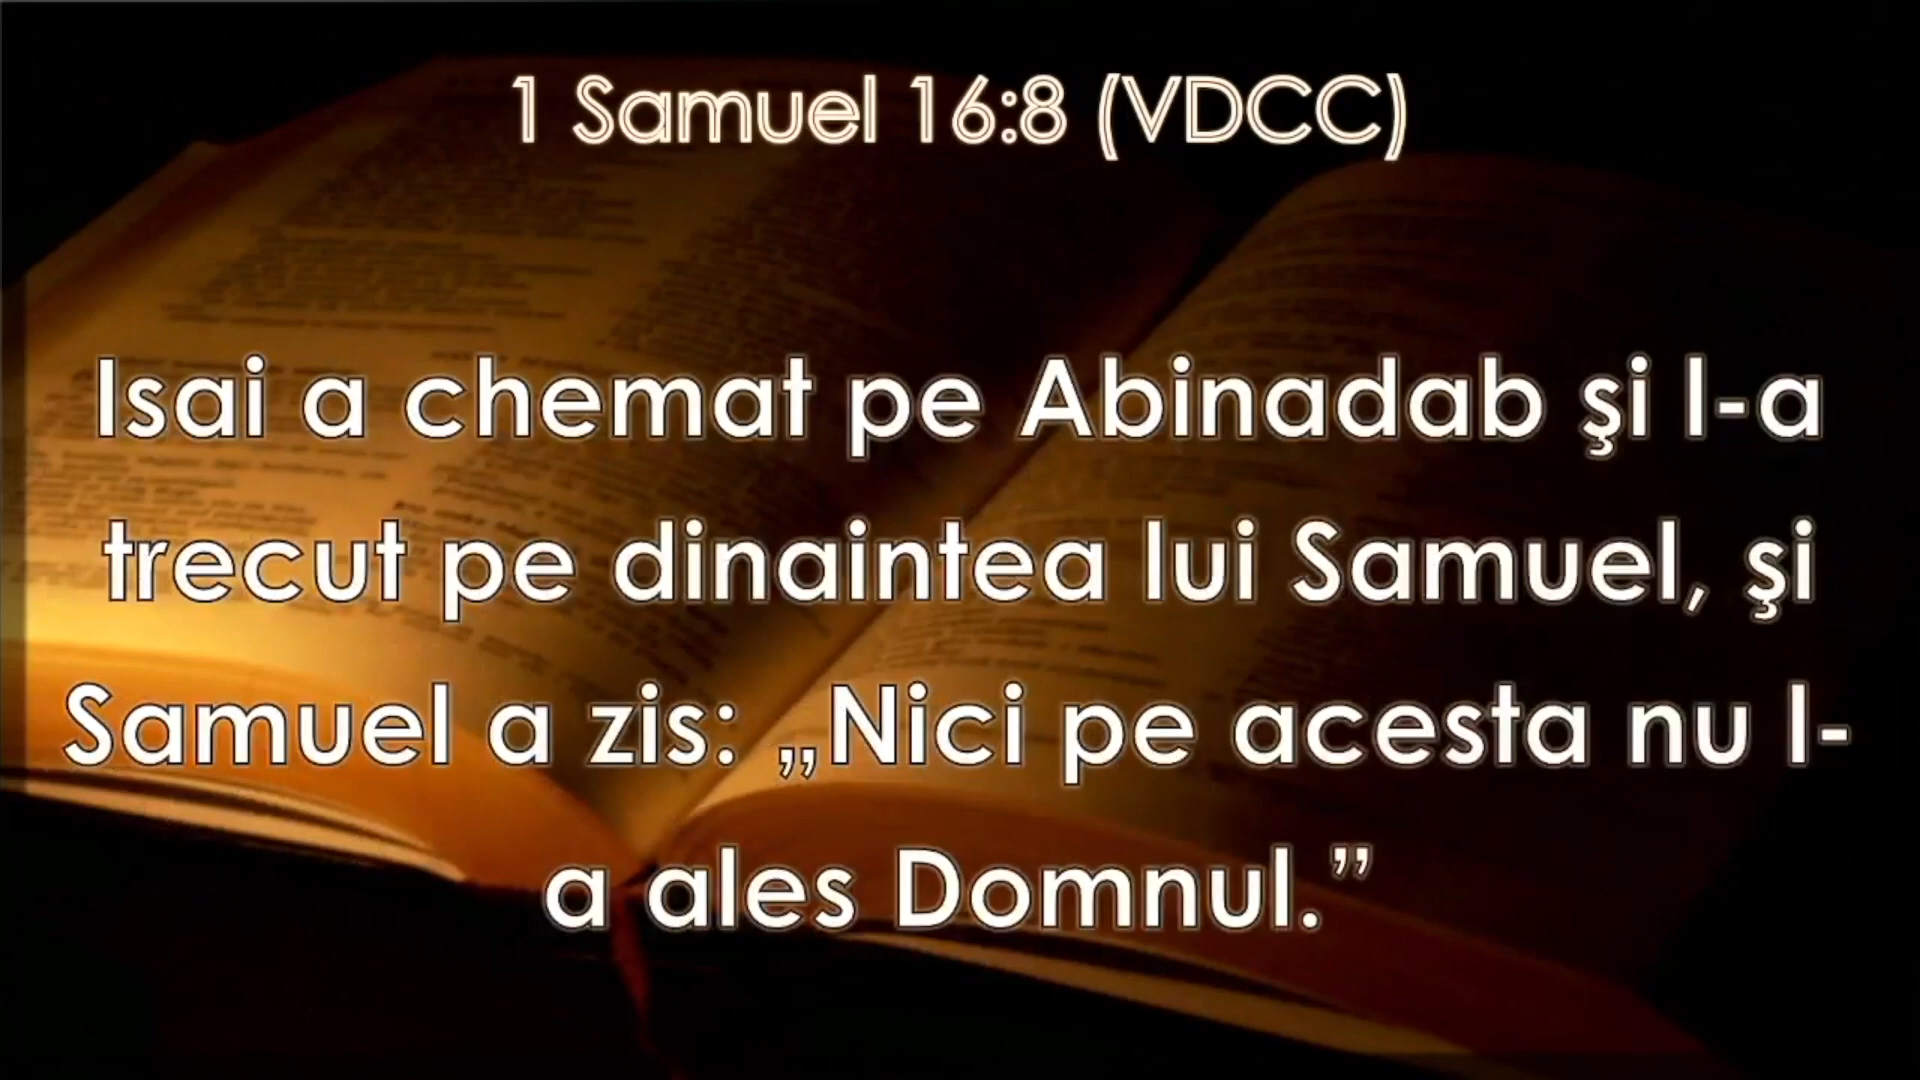 1 Samuel 16:8 (VDCC)
Isai a chemat pe Abinadab şi l-a
trecut pe dinaintea lui Samuel, şi
Samuel a zis: „Nici pe acesta nu l-
a ales Domnul.”